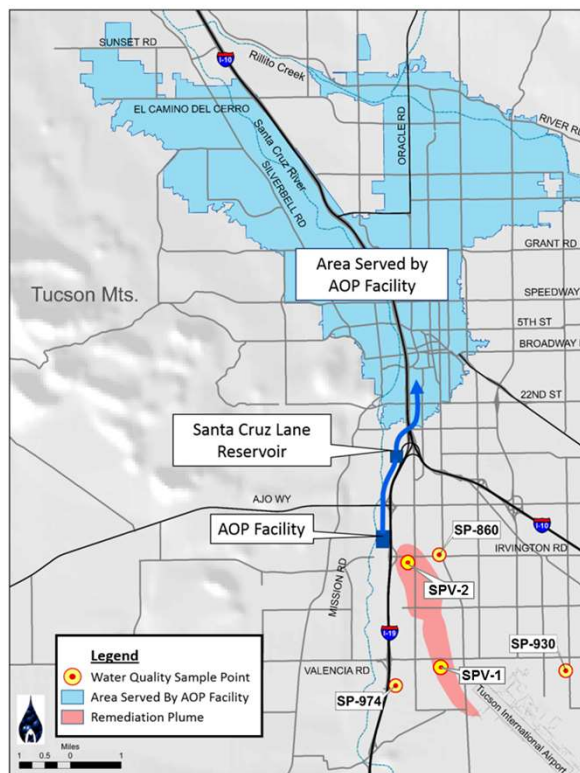 SUNSET RD
I-10
Rillito Creek
EL CAMINO DEL CERRO
Santa Cruz River
SILVERBELL RD
ORACLE RD
RIVER RD
GRANT RD
Area Served by
AOP Facility
Tucson Mts.
SPEEDWAY
5TH ST
BROADWAY
22ND ST
Santa Cruz Lane
Reservoir
AJO WY
AOP Facility
I-10
SP-860
IRVINGTON RD
MISSION RD
SPV-2
I-19
SP-930
VALENCIA RD
SPV-1
SP-974
Tucson International
Airport
Legend
Water Quality Sample Point
Area Served By AOP Facility
Remediation Plume
Miles
1 0.5 0 1